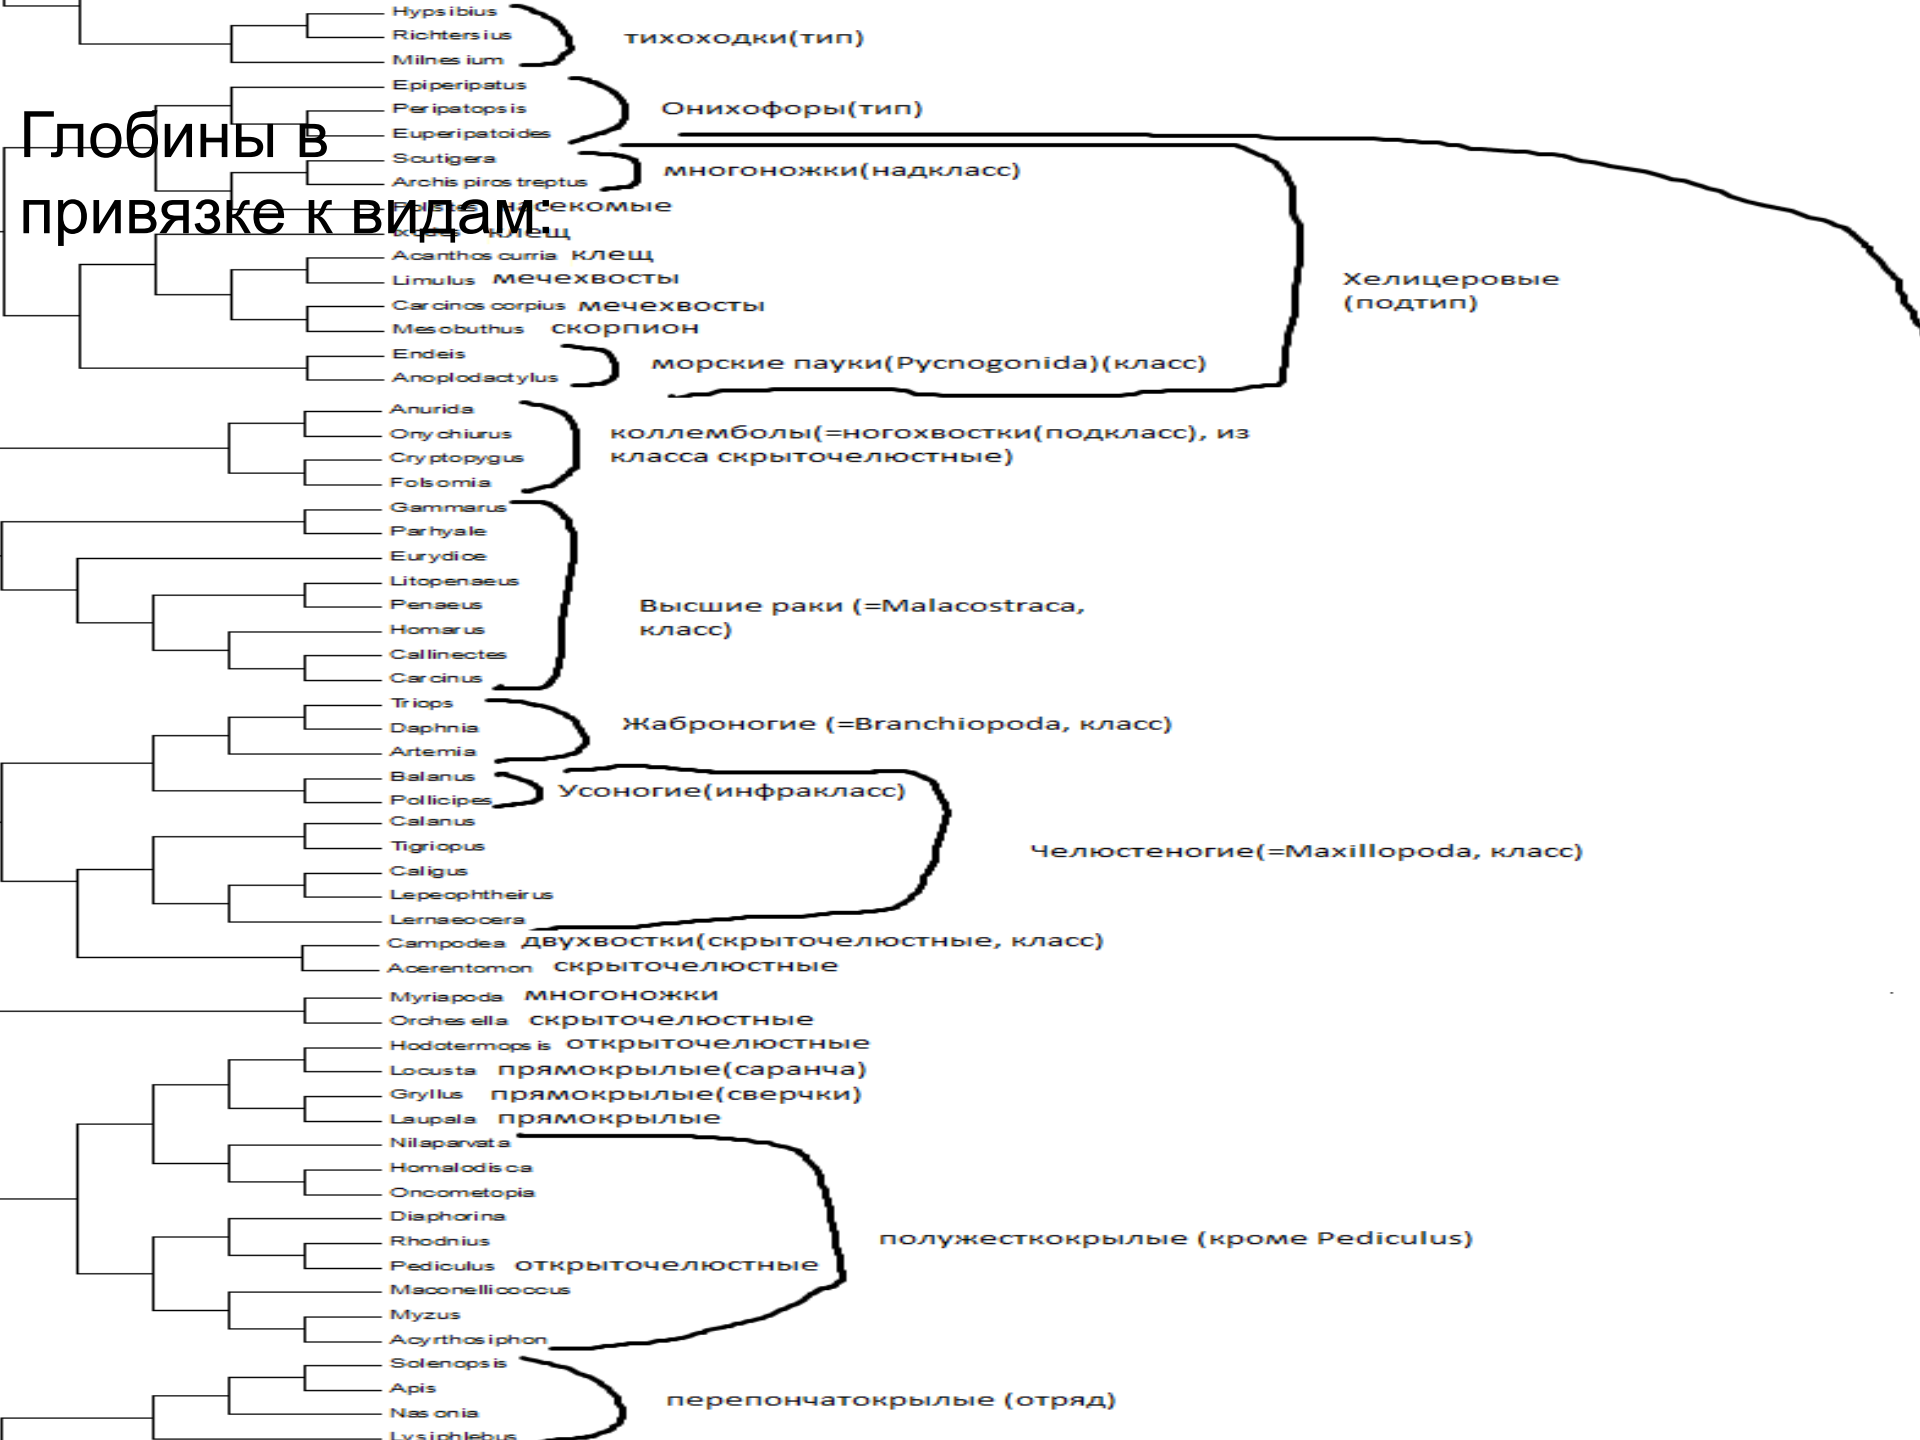 Hypsibius
Richtersius
тихоходки(тип)
Milnesium
Epiperipatus
Peripatopsis
Онихофоры(тип)
Euperipatoides
Глобины в
привязке к видам:
Scutigera
многоножки(надкласс)
Archispirostreptus
насекомые
клещ
Acanthoscurria клещ
Limulus мечехвосты
Хелицеровые
(подтип)
Carcinoscorpius мечехвосты
Mesobuthus скорпион
Endeis
морские пауки(Pycnogonida)(класс)
Anoplodactylus
Anurida
Onychiurus
коллемболы(=ногохвостки(подкласс), из
класса скрыточелюстные)
Cryptopygus
Folsomia
Gammarus
Parhyale
Eurydice
Litopenaeus
Penaeus
Высшие раки (=Malacostraca,
класс)
Homarus
Callinectes
Carcinus
Triops
Daphnia
Жаброногие (=Branchiopoda, класс)
Artemia
Balanus
Усоногие(инфракласс)
Pollicipes
Calanus
Tigriopus
Челюстеногие(=Maxillopoda, класс)
Caligus
Lepeophtheirus
Lernaeocera
Campodea двухвостки(скрыточелюстные, класс)
Acerentomon скрыточелюстные
Myriapoda многоножки
Orchesella скрыточелюстные
Hodotermopsis открыточелюстные
Locusta прямокрылые(саранча)
Gryllus прямокрылые(сверчки)
Laupala прямокрылые
Nilaparvata
Homalodisca
Oncometopia
Diaphorina
Rhodnius
полужесткокрылые (кроме Pediculus)
Pediculus открыточелюстные
Maconellicoccus
Myzus
Acyrthosiphon
Solenopsis
Apis
перепончатокрылые (отряд)
Nasonia
Lysiphlebus